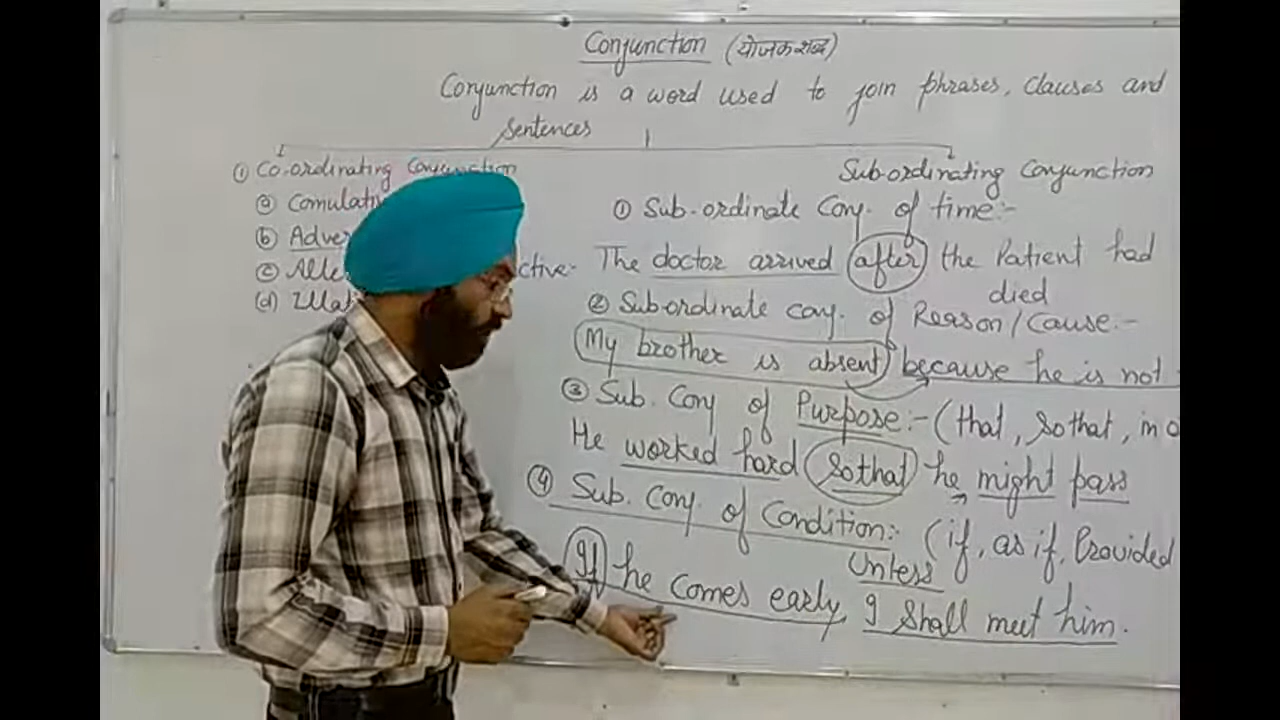 Conjunction (योजक शब्द)
Conjunction is a word used to join phrases, clauses and
sentences
① Co-ordinating Conjunction
ⓐ Comulati
ⓑ Adver
ⓒ Alte ctive:-
(d) Illati
Sub-ordinating Conjunction
① Sub-ordinate Conj. of time:-
The doctor arrived after the Patient had
died
② Subordinate conj. of Reason/Cause:-
My brother is absent because he is not
③ Sub. Conj of Purpose:- (that, so that, in o
He worked hard so that he might pass
④ Sub. Conj. of Condition: (if, as if, Provided
Unless
If he comes early, I shall meet him.